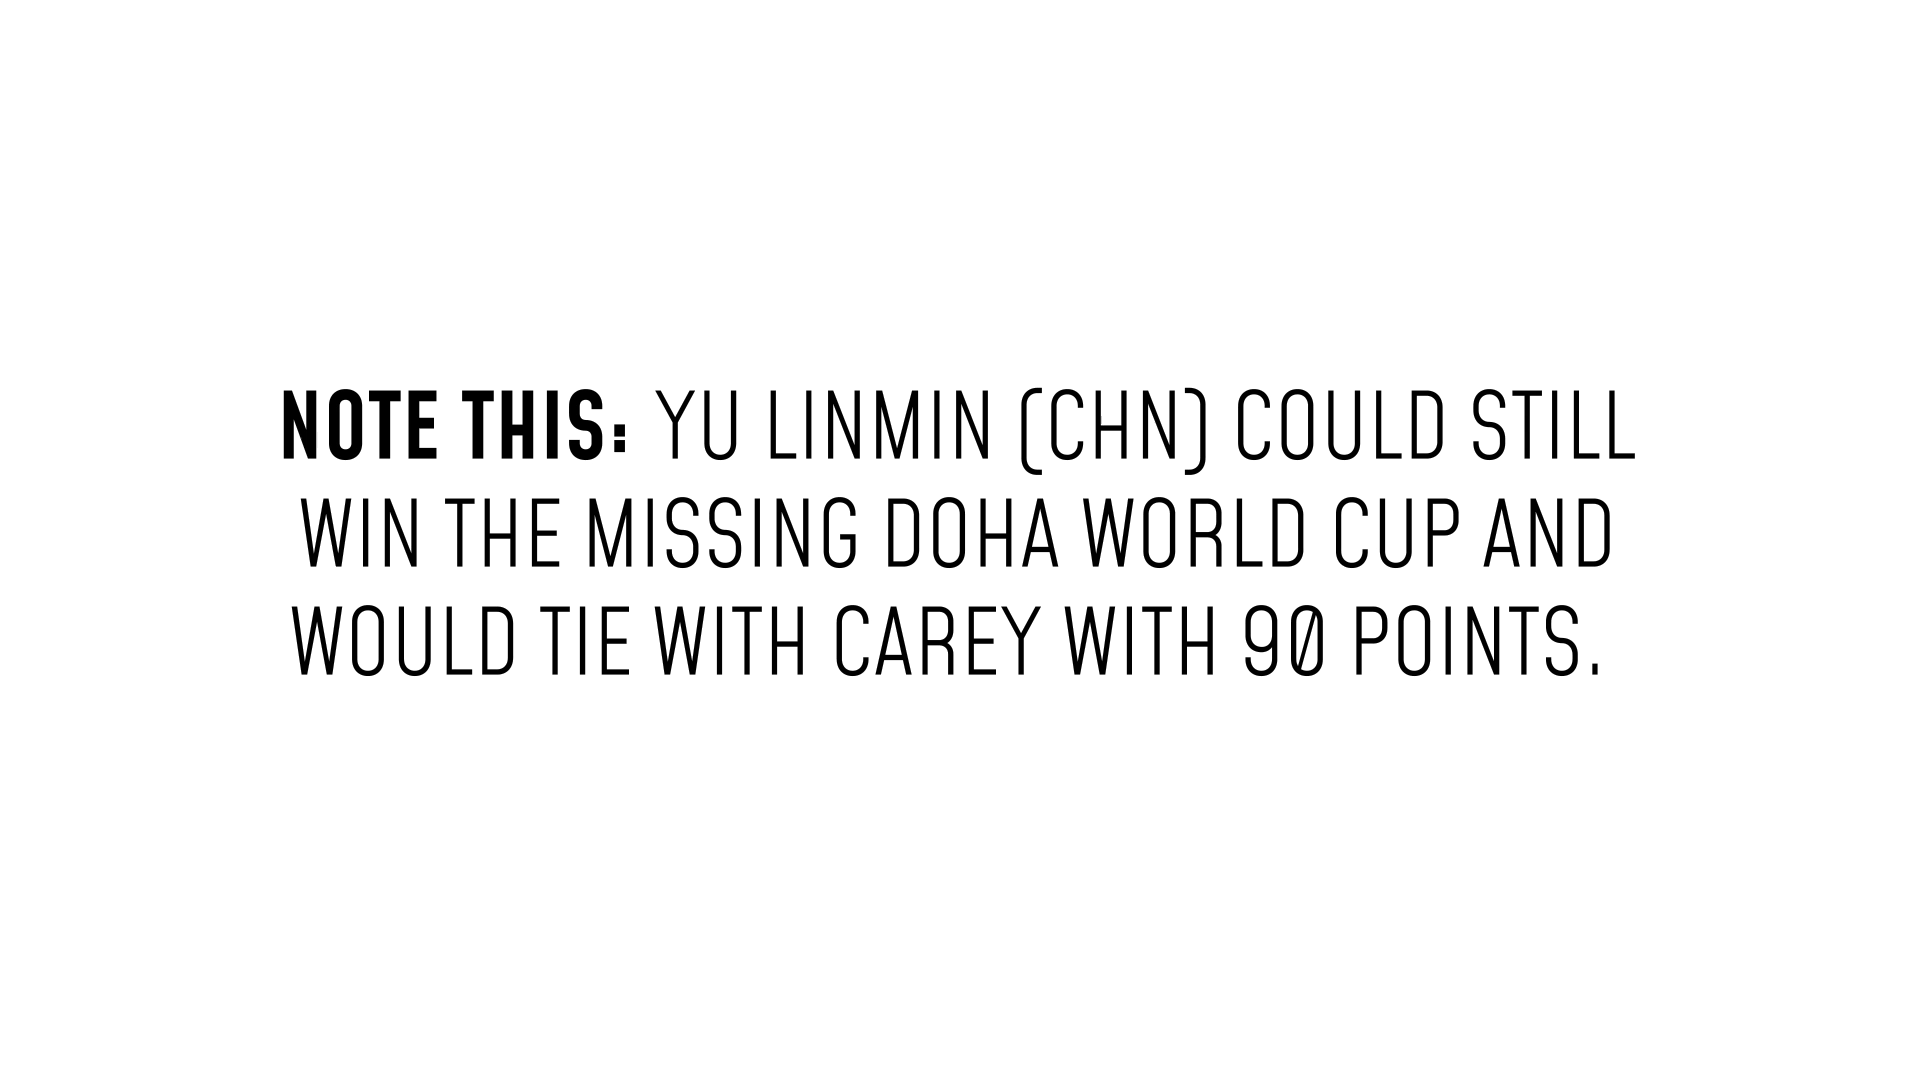 NOTE THIS: YU LINMIN (CHN) COULD STILL
WIN THE MISSING DOHA WORLD CUP AND
WOULD TIE WITH CAREY WITH 90 POINTS.